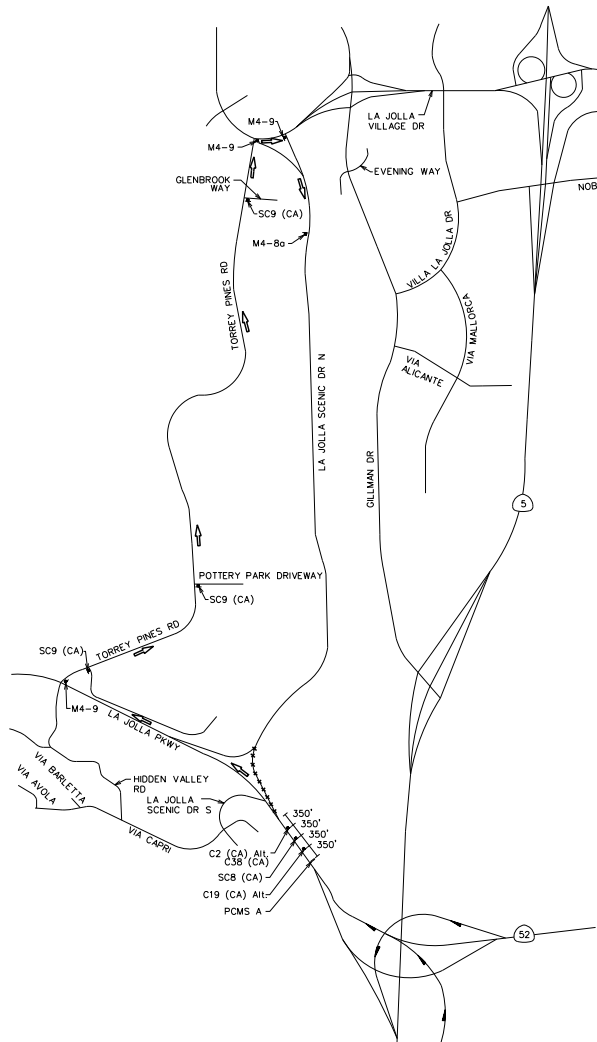 M4-9
LA JOLLA
VILLAGE DR
M4-9
GLENBROOK
WAY
EVENING WAY
NOB
SC9 (CA)
M4-8a
VILLA LA JOLLA DR
TORREY PINES RD
VIA MALLORCA
VIA
ALICANTE
LA JOLLA SCENIC DR N
GILLMAN DR
5
POTTERY PARK DRIVEWAY
SC9 (CA)
TORREY PINES RD
SC9 (CA)
M4-9
LA JOLLA PKWY
VIA BARLETTA
HIDDEN VALLEY
RD
VIA AVOLA
LA JOLLA
SCENIC DR S
VIA CAPRI
350'
350'
350'
350'
C2 (CA) Alt.
C38 (CA)
SC8 (CA)
C19 (CA) Alt.
PCMS A
52